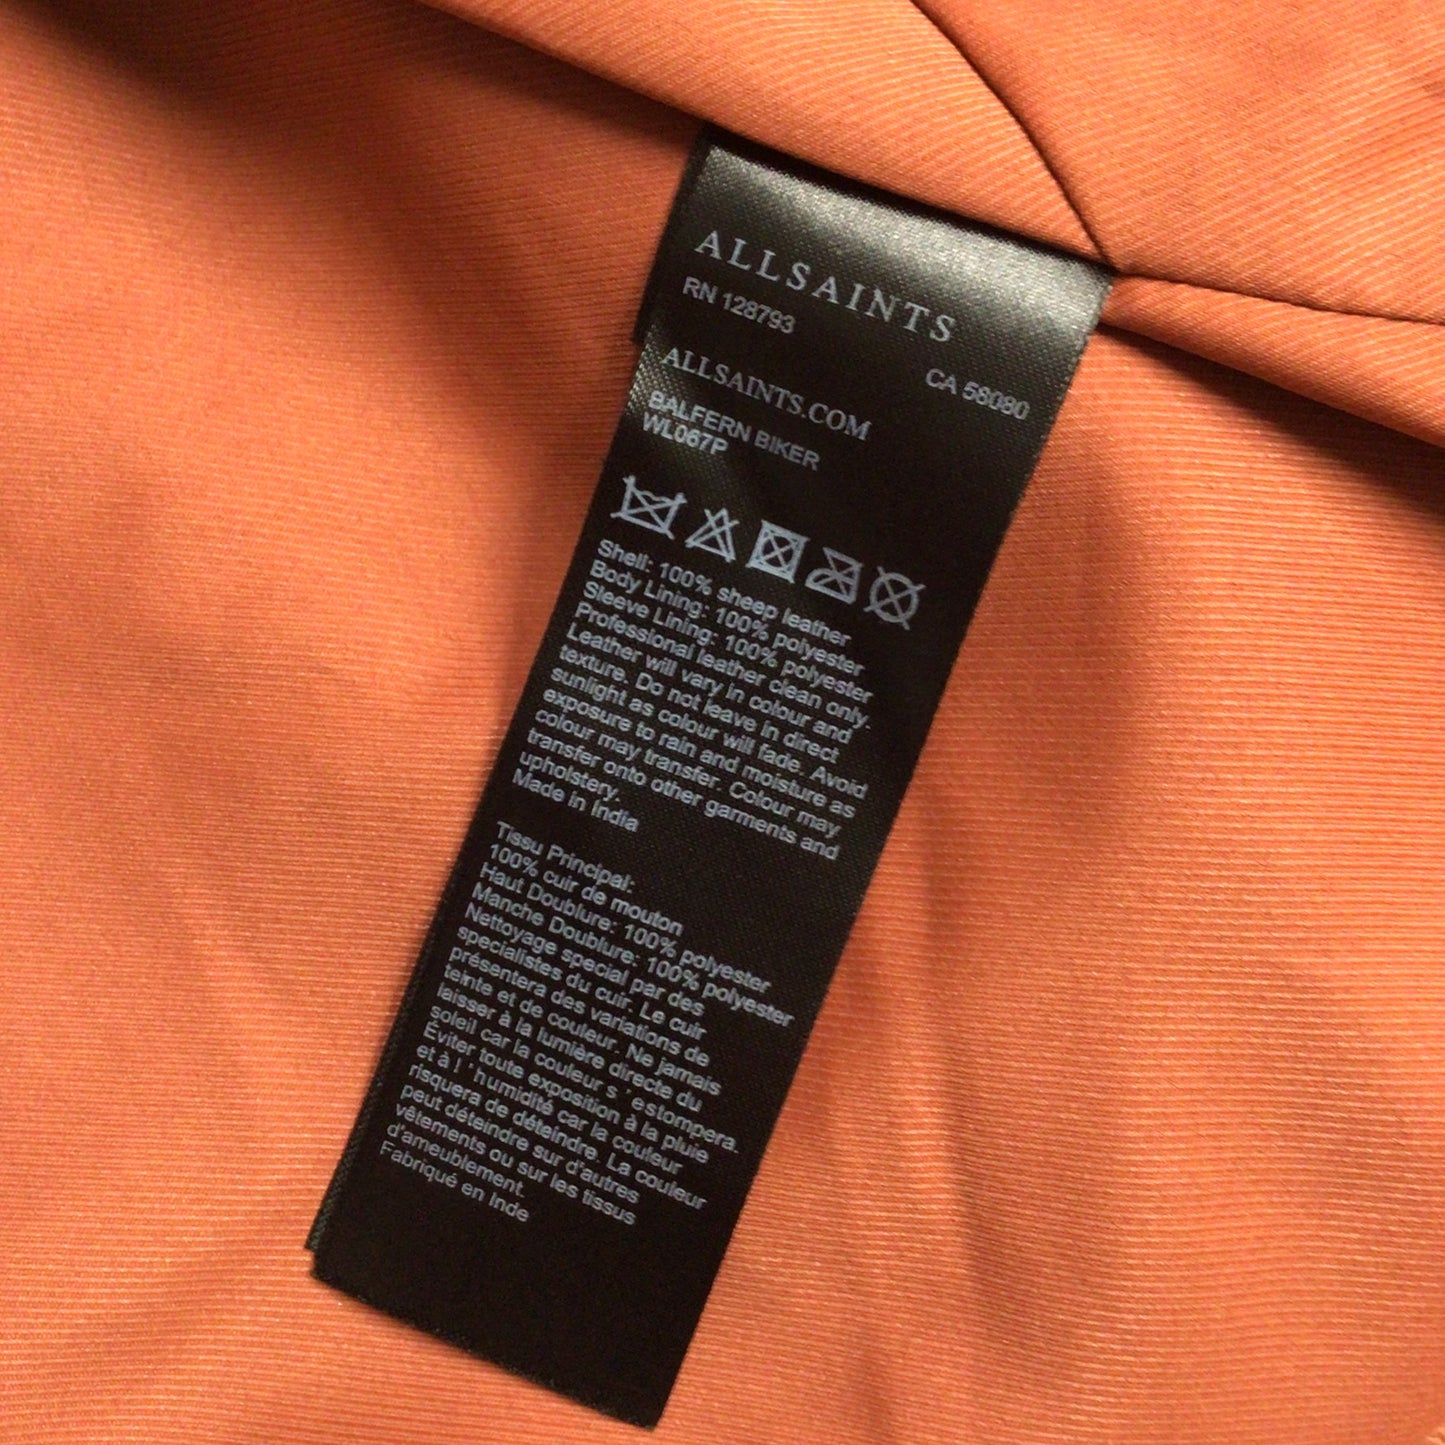 ALLSAINTS
RN 128793
CA 58080
ALLSAINTS.COM
BALFERN BIKER
WL067P
Shell: 100% sheep leather
Body Lining: 100% polyester
Sleeve Lining: 100% polyester
Professional leather clean only.
Leather will vary in colour and
texture. Do not leave in direct
sunlight as colour will fade. Avoid
exposure to rain and moisture as
colour may transfer. Colour may
transfer onto other garments and
upholstery.
Made in India
Tissu Principal:
100% cuir de mouton
Haut Doublure: 100% polyester
Manche Doublure: 100% polyester
Nettoyage special par des
specialistes du cuir. Le cuir
présentera des variations de
teinte et de couleur. Ne jamais
laisser à la lumière directe du
soleil car la couleur s ' estompera.
Éviter toute exposition à la pluie
et à l ' humidité car la couleur
risquera de déteindre. La couleur
peut déteindre sur d'autres
vêtements ou sur les tissus
d'ameublement.
Fabriqué en Inde